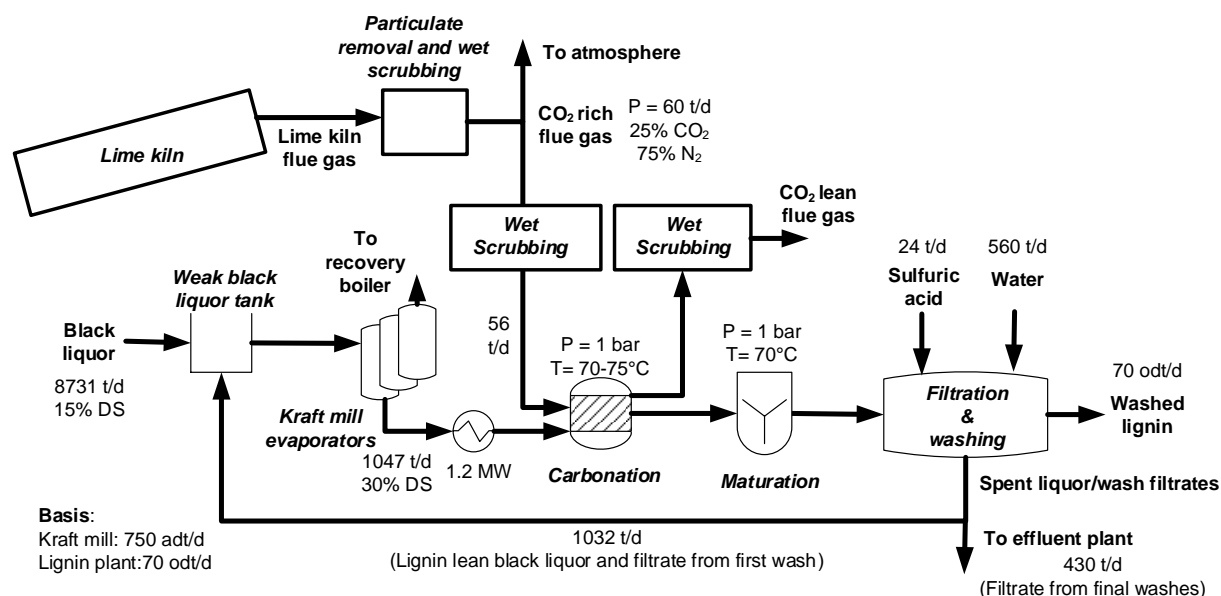 Particulate
removal and wet
scrubbing
To atmosphere
CO2 rich
flue gas
P = 60 t/d
25% CO2
75% N2
Lime kiln
Lime kiln
flue gas
CO2 lean
flue gas
Wet
Scrubbing
Wet
Scrubbing
To
recovery
boiler
Weak black
liquor tank
24 t/d
Sulfuric
acid
560 t/d
Water
Black
liquor
8731 t/d
15% DS
56
t/d
P = 1 bar
T= 70-75°C
P = 1 bar
T= 70°C
70 odt/d
Washed
lignin
Filtration
&
washing
Kraft mill
evaporators
1047 t/d
30% DS
1.2 MW
Carbonation
Maturation
Spent liquor/wash filtrates
Basis:
Kraft mill: 750 adt/d
Lignin plant:70 odt/d
1032 t/d
(Lignin lean black liquor and filtrate from first wash)
To effluent plant
430 t/d
(Filtrate from final washes)